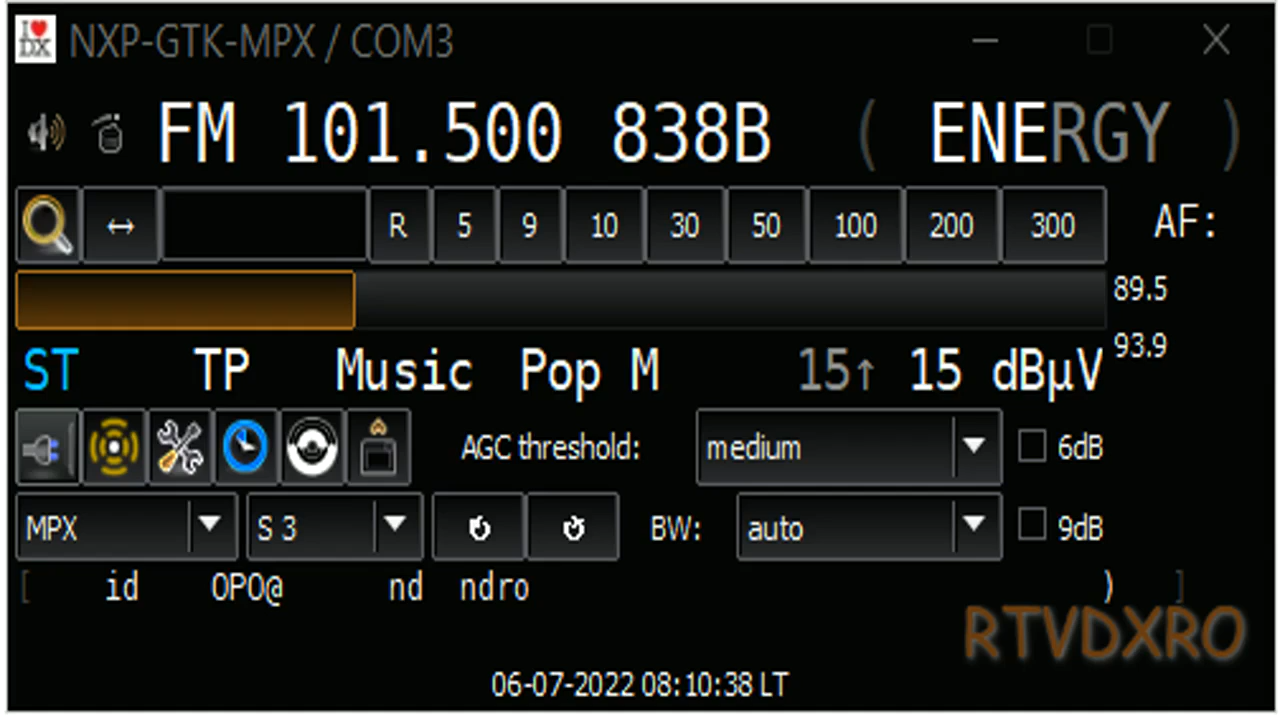 I ♥ DX NXP-GTK-MPX / COM3
FM 101.500 838B ( ENERGY )
↔ R 5 9 10 30 50 100 200 300 AF:
89.5
93.9
ST TP Music Pop M 15↑ 15 dBµV
AGC threshold: medium 6dB
MPX S 3 BW: auto 9dB
[ id OPO@ nd ndro ) ]
RTVDXRO
06-07-2022 08:10:38 LT